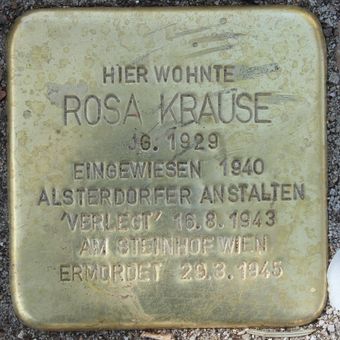 HIER WOHNTE
ROSA KRAUSE
JG. 1929
EINGEWIESEN 1940
ALSTERDORFER ANSTALTEN
'VERLEGT' 16.8.1943
AM STEINHOF WIEN
ERMORDET 29.3.1945